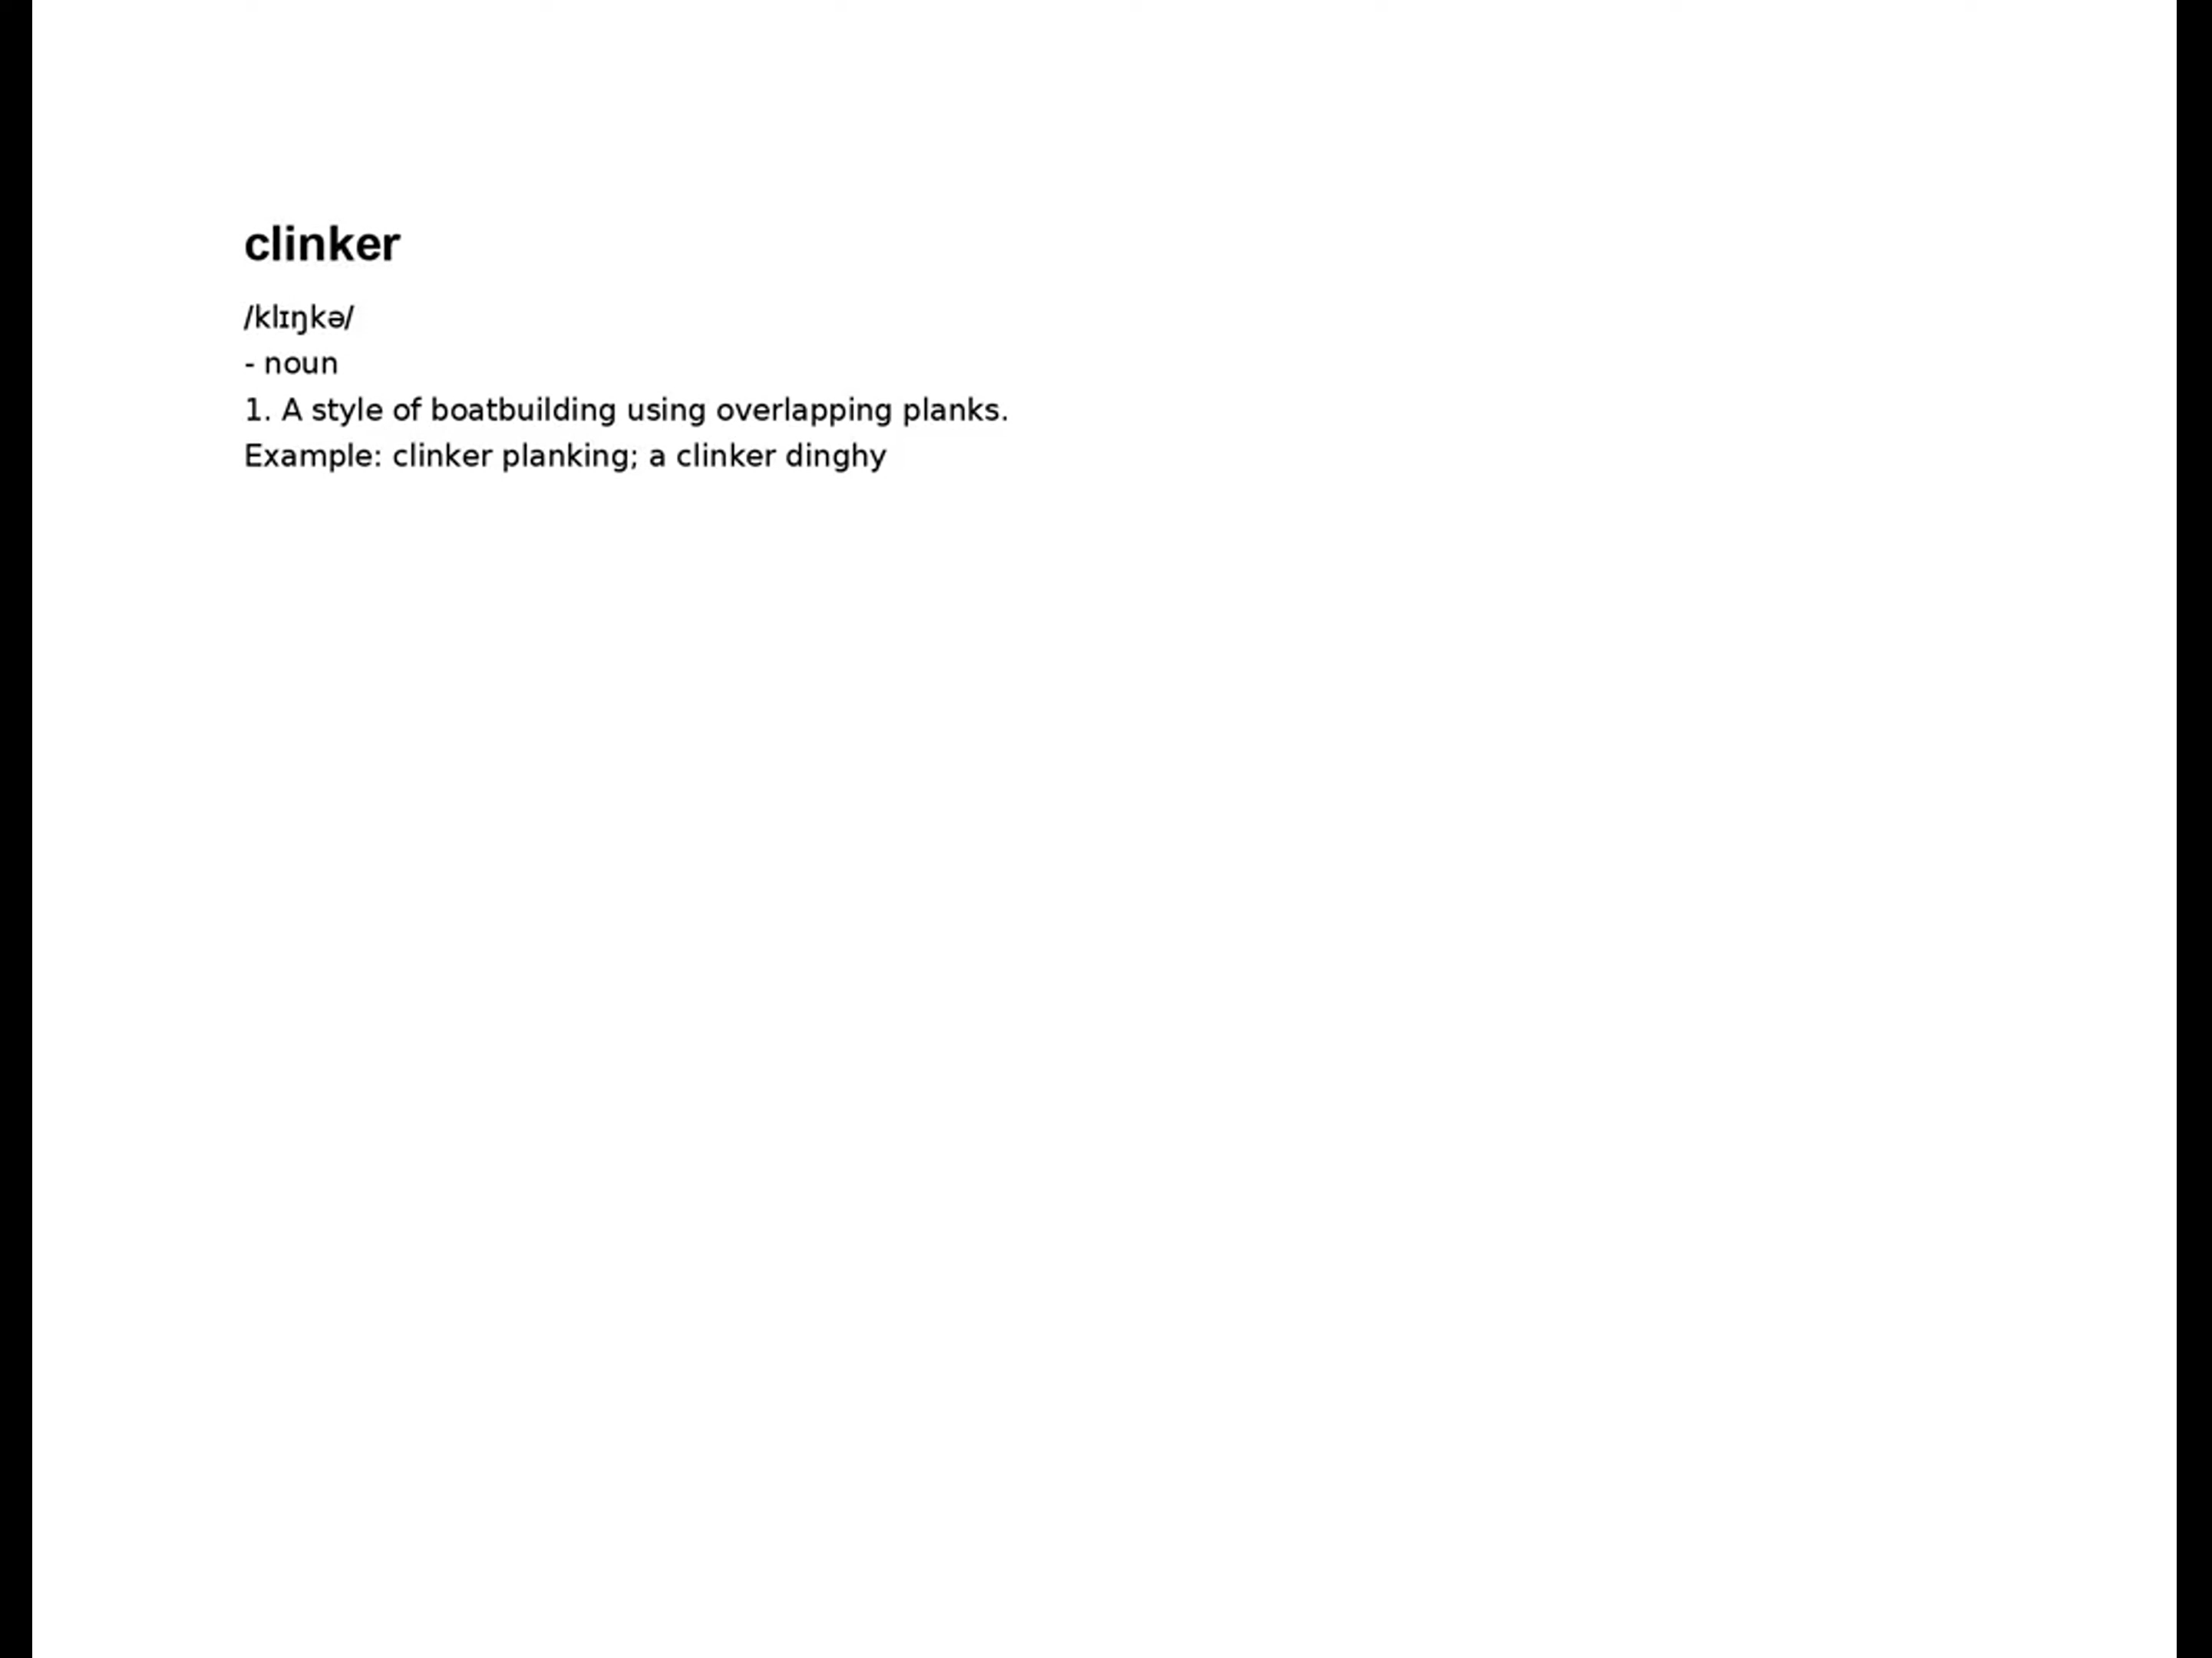 clinker
/klɪŋkə/
- noun
1. A style of boatbuilding using overlapping planks.
Example: clinker planking; a clinker dinghy